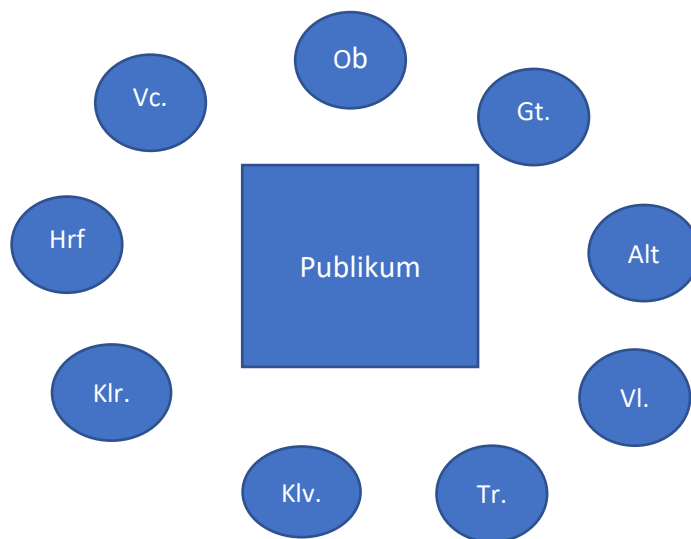 Ob
Vc.
Gt.
Hrf
Publikum
Alt
Klr.
Vl.
Klv.
Tr.